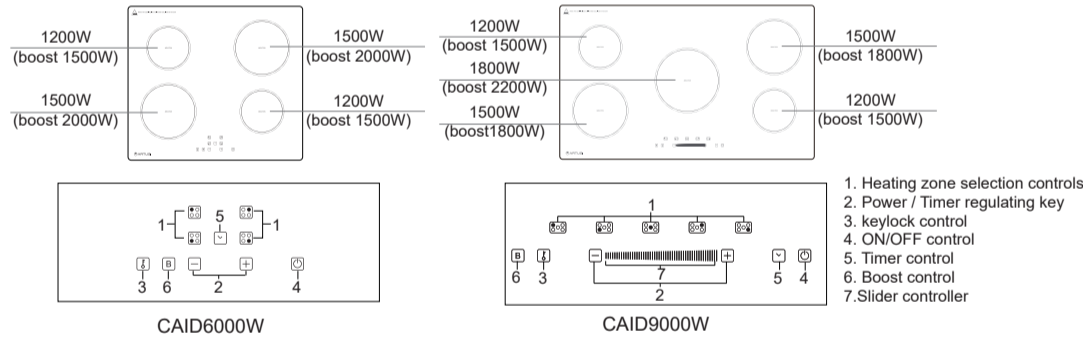 1200W
(boost 1500W)
1500W
(boost 2000W)
1500W
(boost 2000W)
1200W
(boost 1500W)
1200W
(boost 1500W)
1800W
(boost 2200W)
1500W
(boost1800W)
1500W
(boost 1800W)
1200W
(boost 1500W)
1
5
1
B
3
6
2
4
CAID6000W
1
B
6
3
7
2
5
4
CAID9000W
1. Heating zone selection controls
2. Power / Timer regulating key
3. keylock control
4. ON/OFF control
5. Timer control
6. Boost control
7.Slider controller